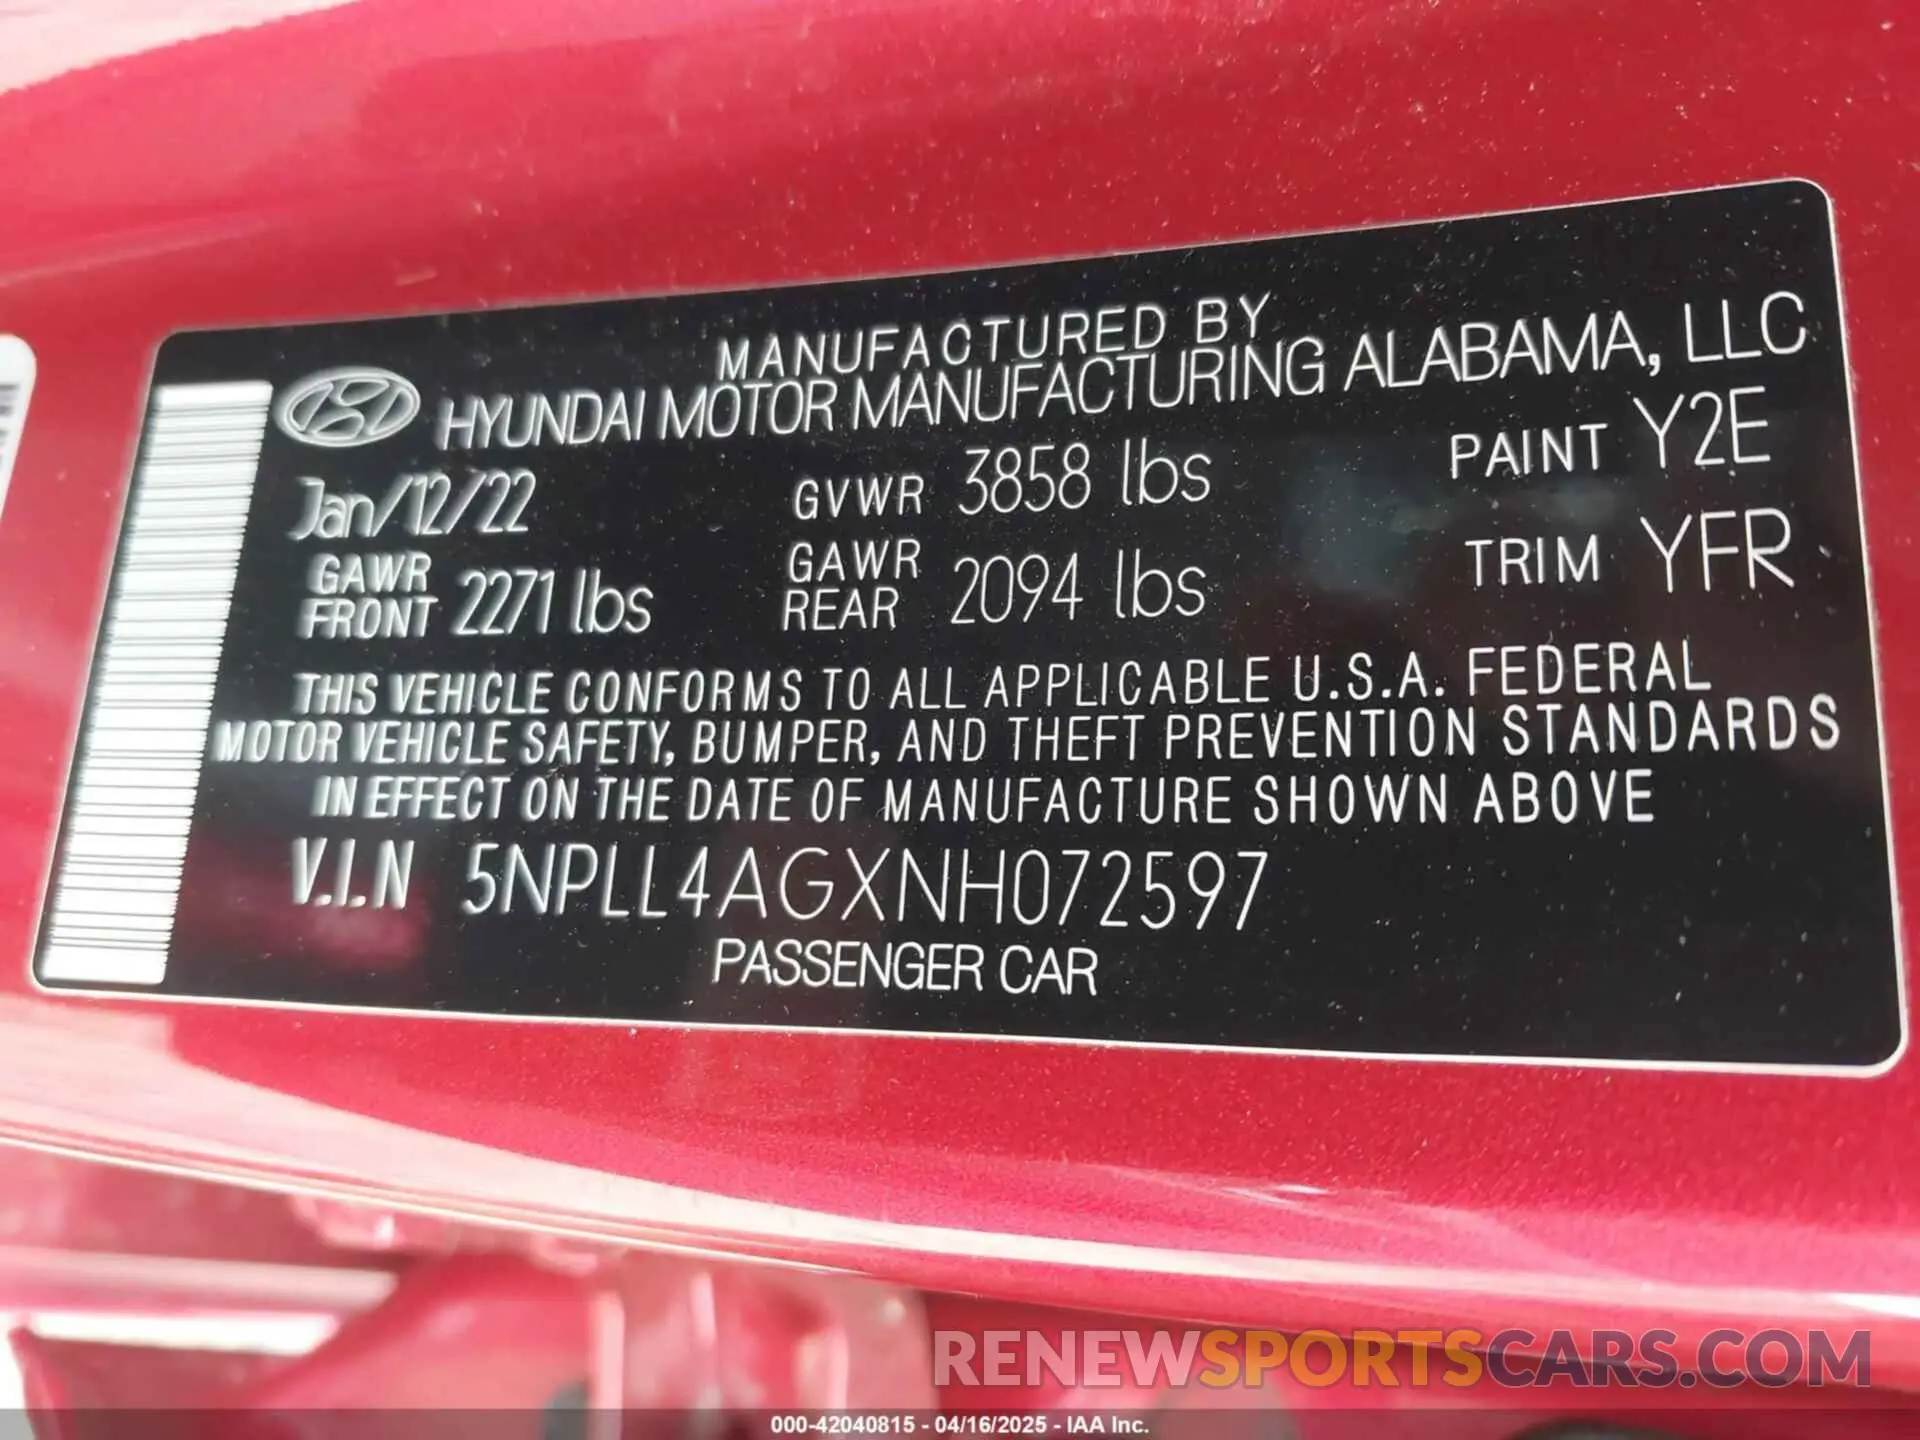 MANUFACTURED BY
HYUNDAI MOTOR MANUFACTURING ALABAMA, LLC
Jan/12/22 GVWR 3858 lbs PAINT Y2E
GAWR FRONT 2271 lbs GAWR REAR 2094 lbs TRIM YFR
THIS VEHICLE CONFORMS TO ALL APPLICABLE U.S.A. FEDERAL
MOTOR VEHICLE SAFETY, BUMPER, AND THEFT PREVENTION STANDARDS
IN EFFECT ON THE DATE OF MANUFACTURE SHOWN ABOVE
V.I.N 5NPLL4AGXNH072597
PASSENGER CAR
RENEWSPORTSCARS.COM
000-42040815 - 04/16/2025 - IAA Inc.